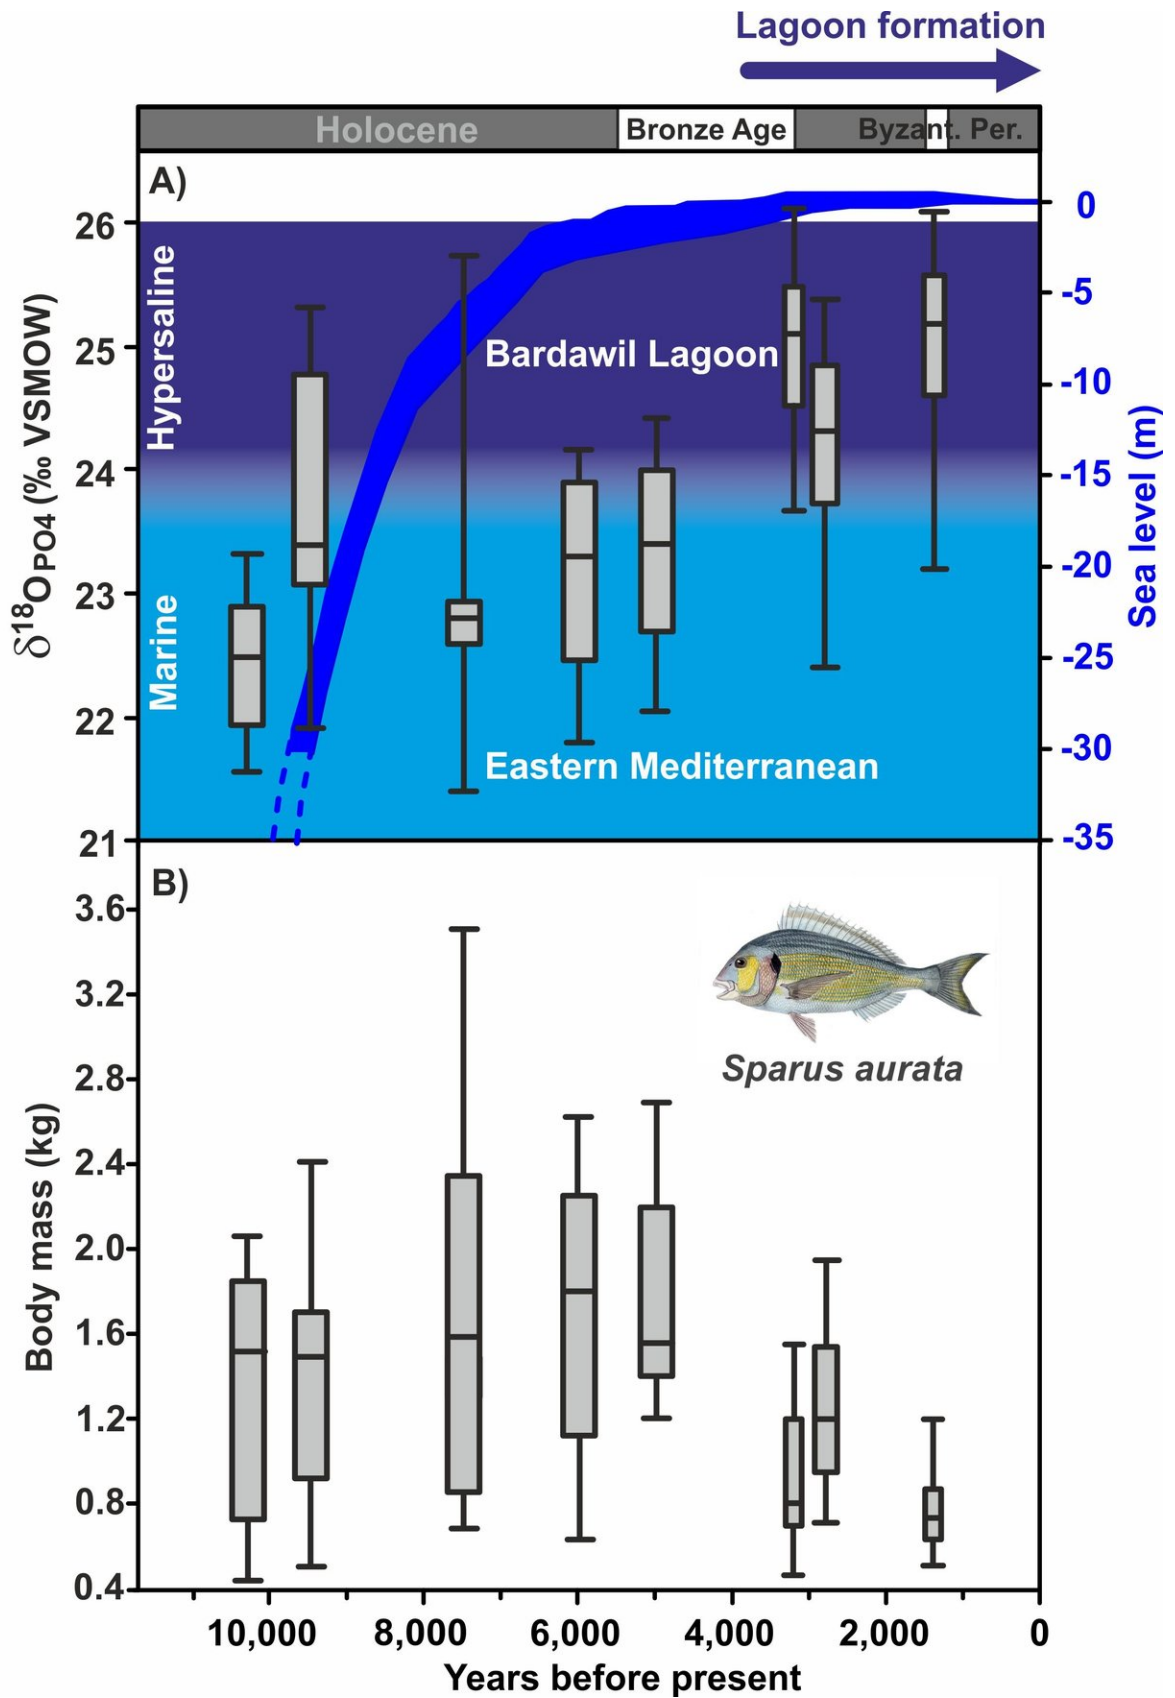 Lagoon formation
Holocene
Bronze Age
Byzant. Per.
A)
26
25
24
23
22
21
δ18OPO4 (‰ VSMOW)
Hypersaline
Marine
Bardawil Lagoon
Eastern Mediterranean
0
-5
-10
-15
-20
-25
-30
-35
Sea level (m)
B)
3.6
3.2
2.8
2.4
2.0
1.6
1.2
0.8
0.4
Body mass (kg)
Sparus aurata
10,000
8,000
6,000
4,000
2,000
0
Years before present